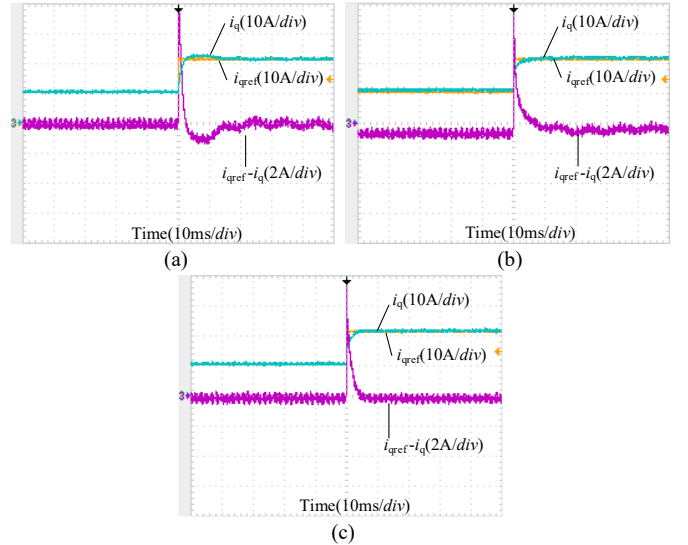 iq(10A/div)
iqref(10A/div)
iqref-iq(2A/div)
Time(10ms/div)
(a)
iq(10A/div)
iqref(10A/div)
iqref-iq(2A/div)
Time(10ms/div)
(b)
iq(10A/div)
iqref(10A/div)
iqref-iq(2A/div)
Time(10ms/div)
(c)